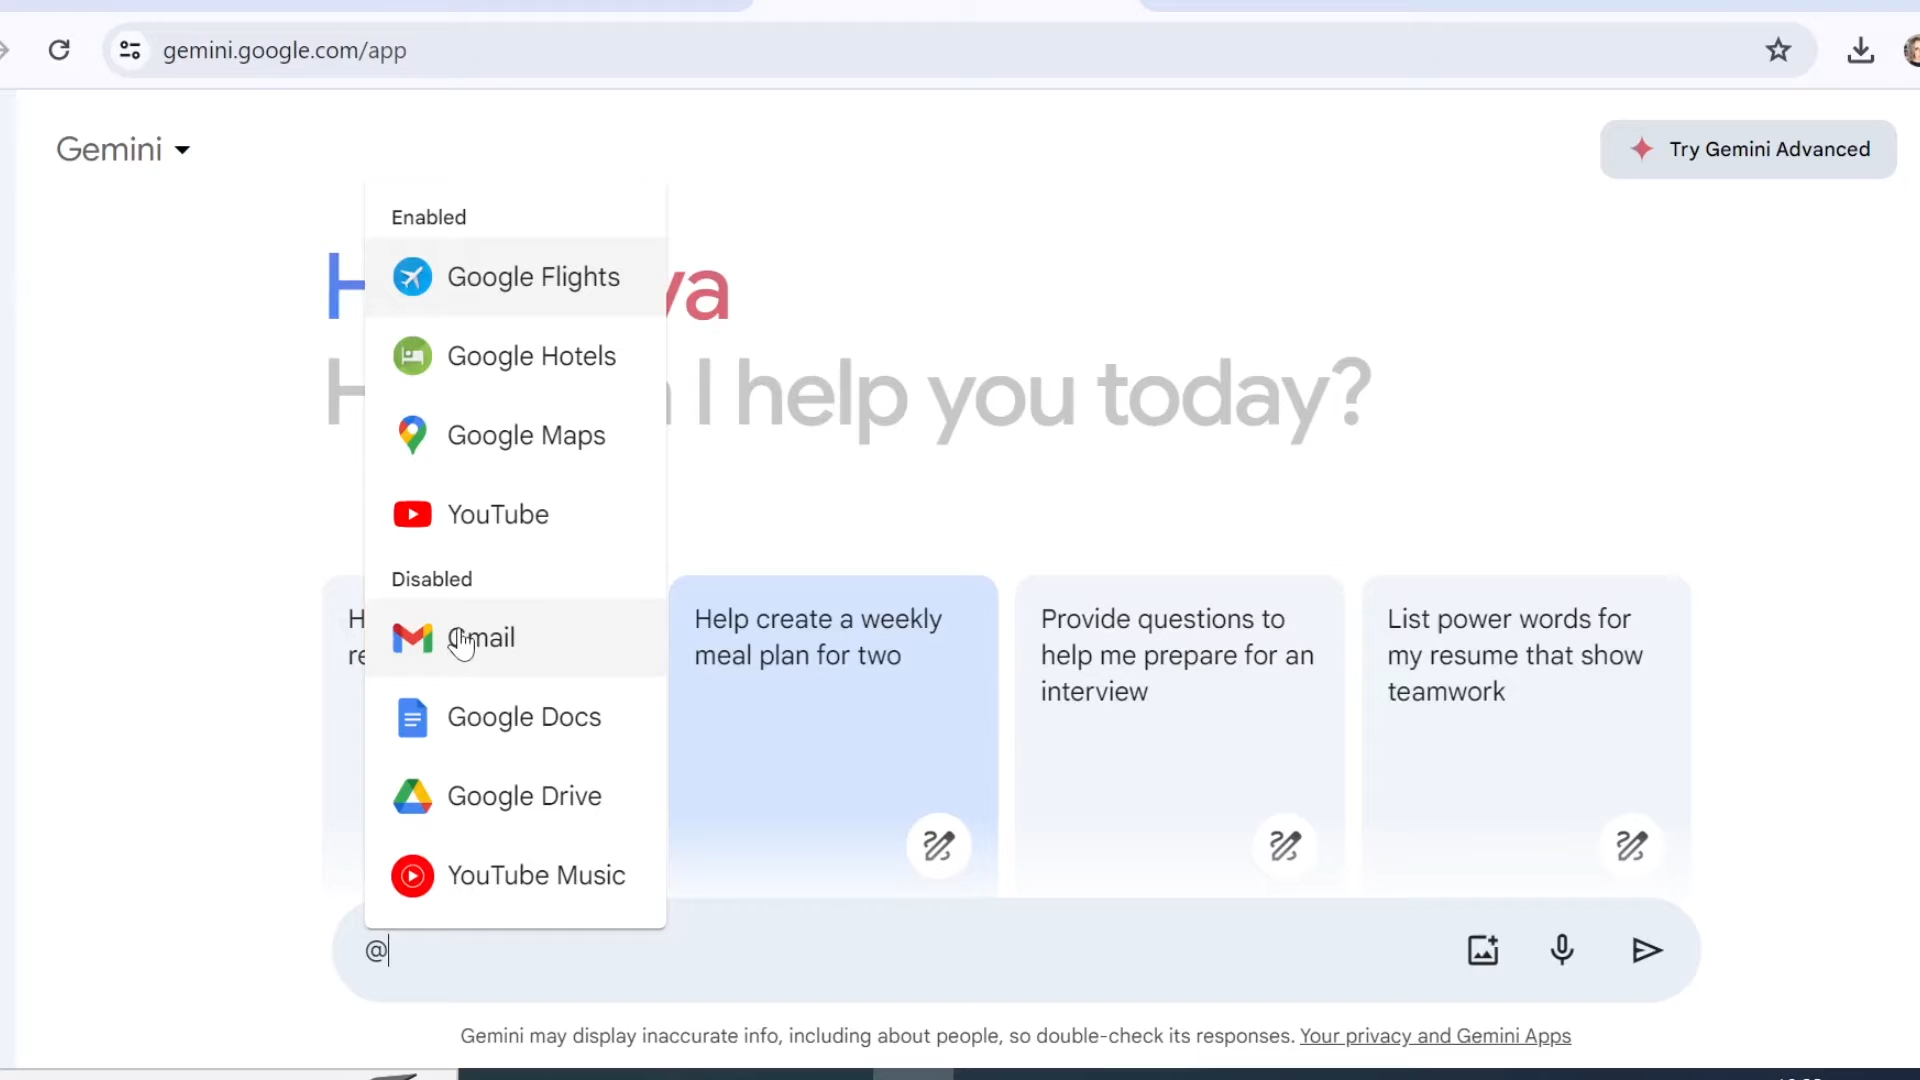 gemini.google.com/app
Gemini
Try Gemini Advanced
Enabled
Google Flights
Google Hotels
Google Maps
YouTube
Disabled
Gmail
Google Docs
Google Drive
YouTube Music
I help you today?
Help create a weekly
meal plan for two
Provide questions to
help me prepare for an
interview
List power words for
my resume that show
teamwork
@
Gemini may display inaccurate info, including about people, so double-check its responses. Your privacy and Gemini Apps